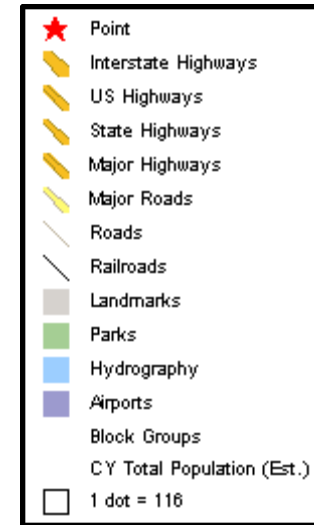 Point
Interstate Highways
US Highways
State Highways
Major Highways
Major Roads
Roads
Railroads
Landmarks
Parks
Hydrography
Airports
Block Groups
CY Total Population (Est.)
1 dot = 116